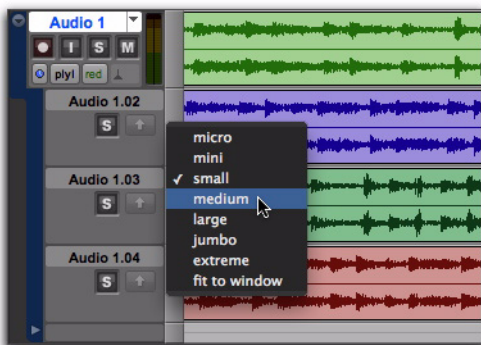 Audio 1
I S M
plyl red
Audio 1.02
S
Audio 1.03
S
Audio 1.04
S
micro
mini
✓ small
medium
large
jumbo
extreme
fit to window